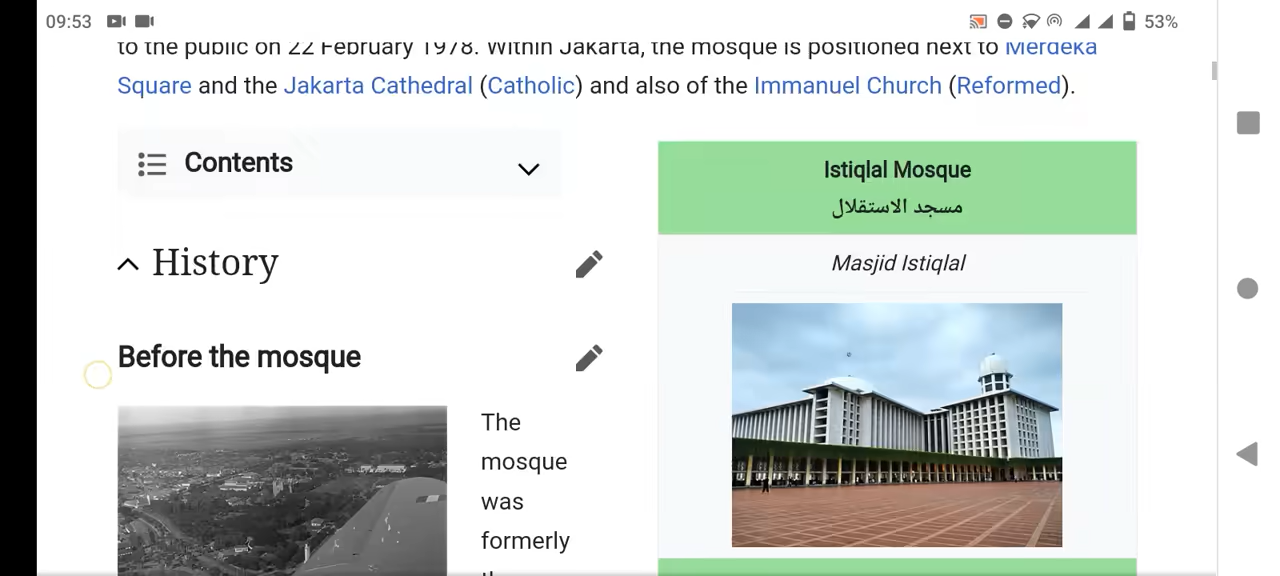 09:53
53%
to the public on 22 February 1978. Within Jakarta, the mosque is positioned next to Merdeka
Square and the Jakarta Cathedral (Catholic) and also of the Immanuel Church (Reformed).
Contents
History
Before the mosque
The
mosque
was
formerly
Istiqlal Mosque
مسجد الاستقلال
Masjid Istiqlal